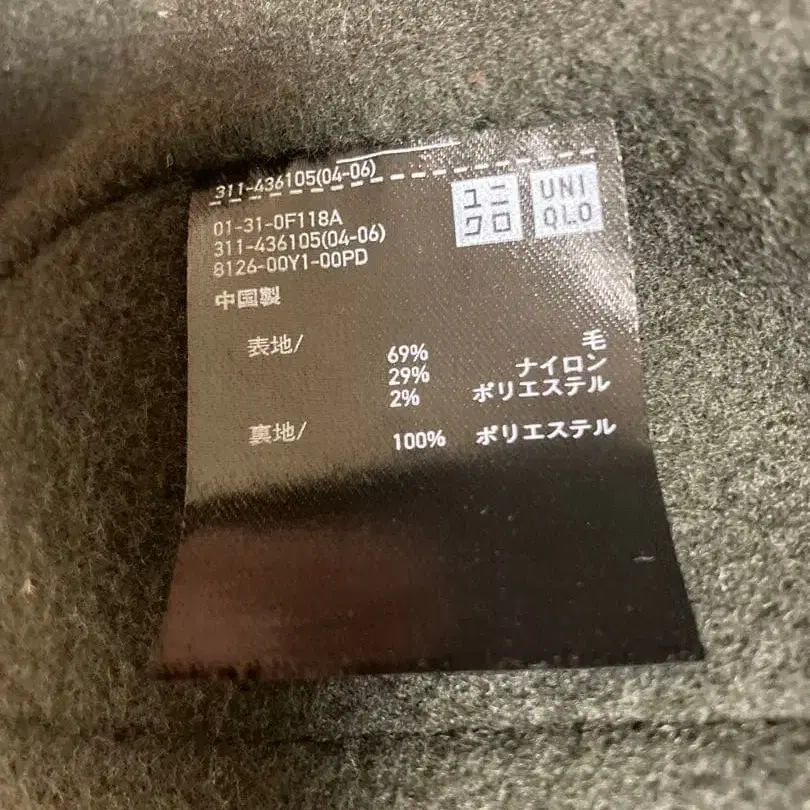 311-436105(04-06)
ユニ
クロ
UNI
QLO
01-31-0F118A
311-436105(04-06)
8126-00Y1-00PD
中国製
表地/
69% 毛
29% ナイロン
2% ポリエステル
裏地/
100% ポリエステル